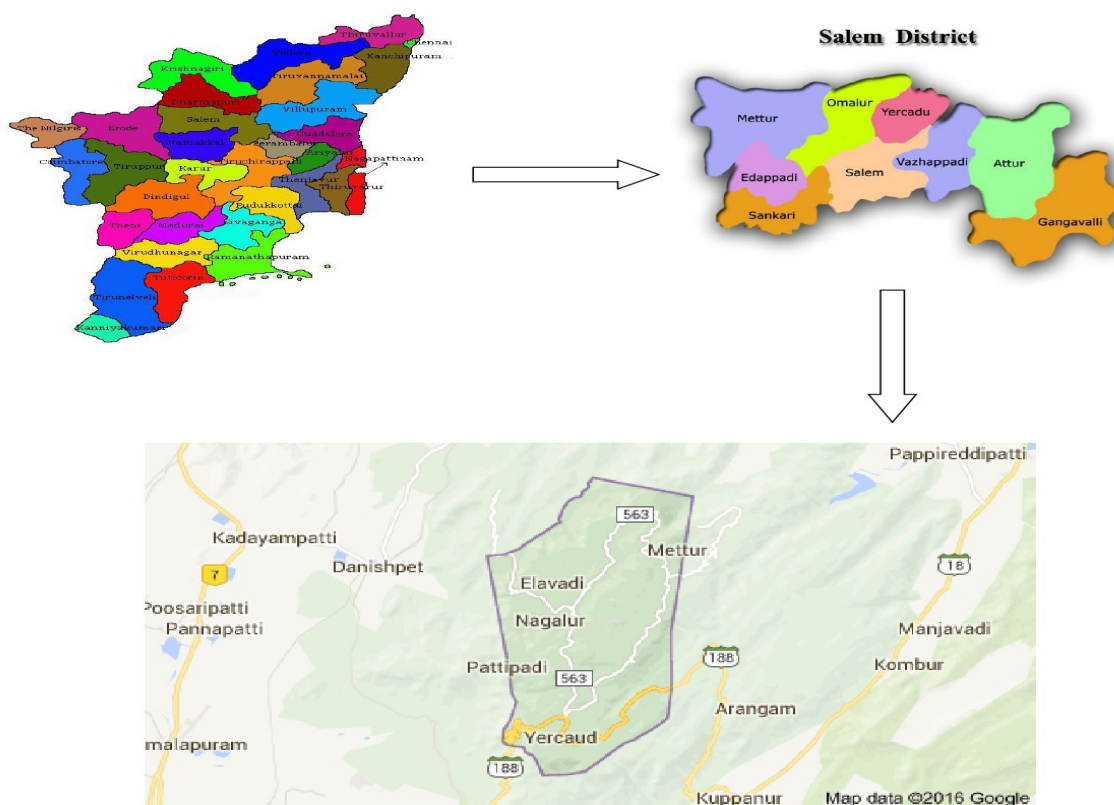 Thiruvallur
Chennai
Vellore
Kanchipuram
Krishnagiri
Tiruvannamalai
Dharmapuri
Villupuram
Salem
The Nilgiris
Erode
Cuddalore
Namakkal
Perambalur
Ariyalur
Coimbatore
Tiruppur
Karur
Tiruchirappalli
Nagapattinam
Thanjavur
Thiruvarur
Dindigul
Pudukkottai
Theni
Madurai
Sivaganga
Virudhunagar
Ramanathapuram
Tuticorin
Tirunelveli
Kanniyakumari
Salem District
Mettur
Omalur
Yercadu
Edappadi
Salem
Vazhappadi
Attur
Sankari
Gangavalli
Pappireddipatti
563
Kadayampatti
Mettur
Danishpet
18
7
Elavadi
Poosaripatti
Nagalur
Pannapatti
Manjavadi
Pattipadi
188
Kombur
563
Arangam
malapuram
Yercaud
188
Kuppanur
Map data ©2016 Google